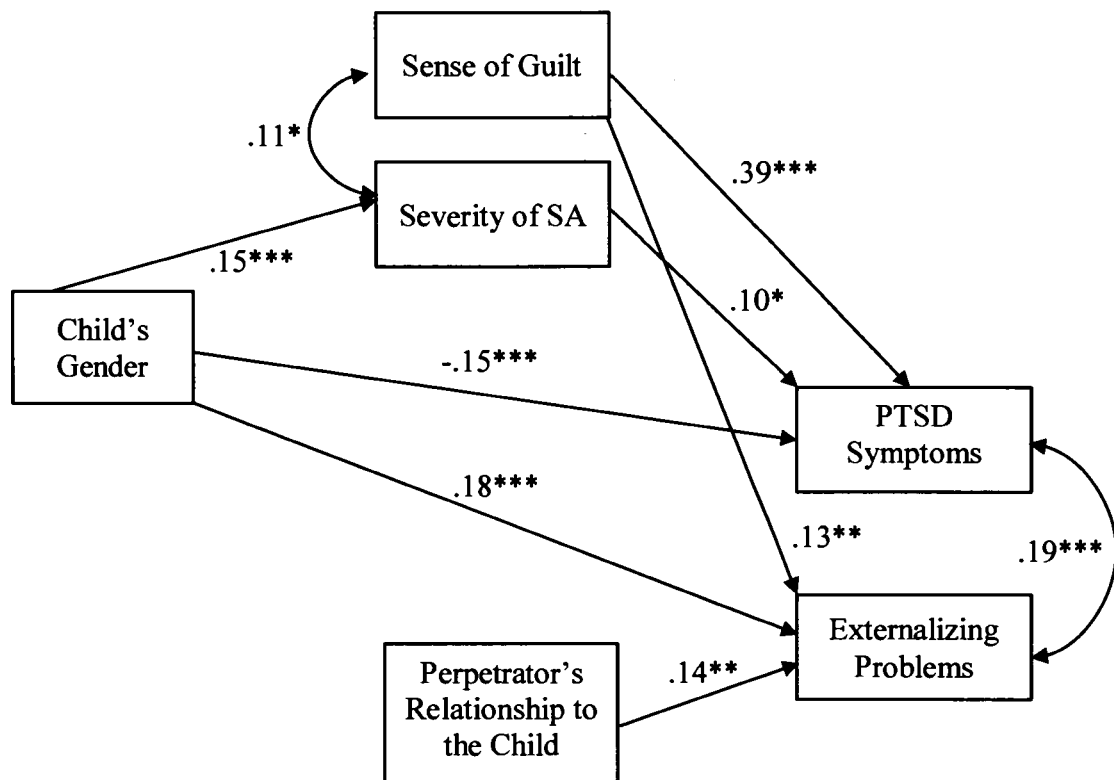 Sense of Guilt
.11*
.39***
Severity of SA
.15***
.10*
Child's
Gender
-.15***
PTSD
Symptoms
.18***
.13**
.19***
Externalizing
Problems
Perpetrator's
Relationship to
the Child
.14**